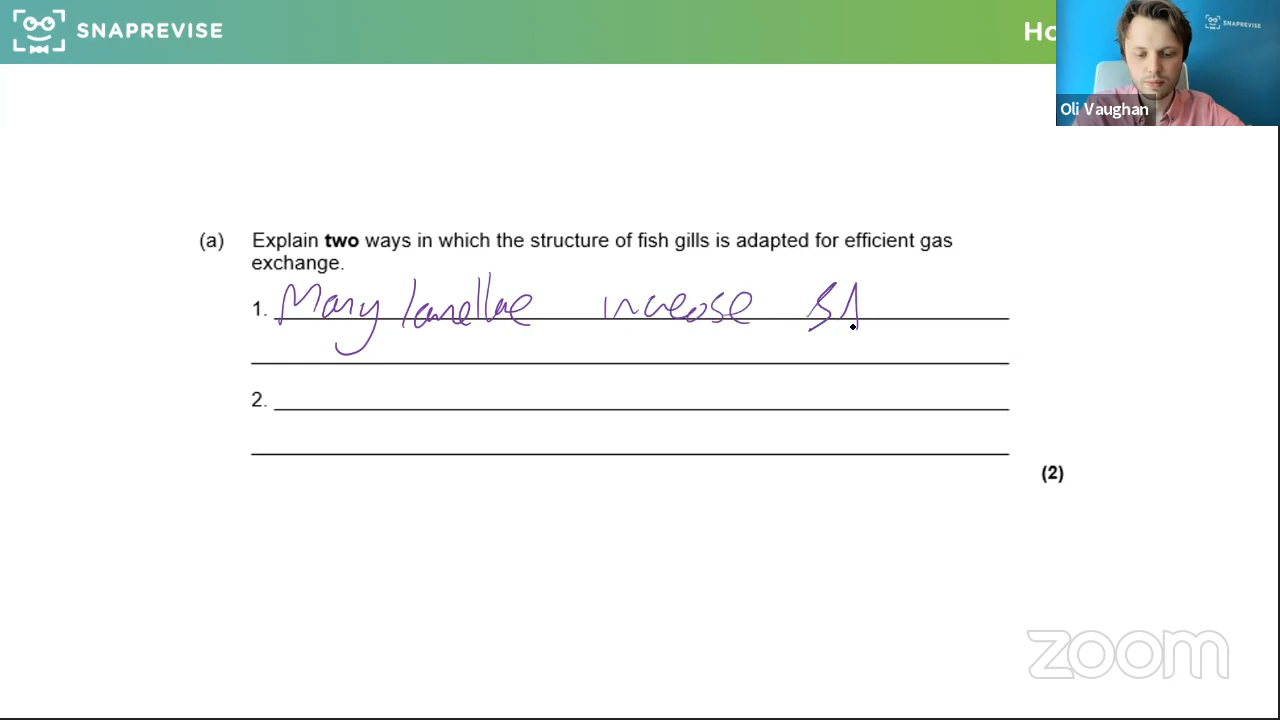 SNAPREVISE
Ho
SNAPREVISE
Oli Vaughan
(a) Explain two ways in which the structure of fish gills is adapted for efficient gas
exchange.
1. Many lamellae increase SA
2.
(2)
zoom